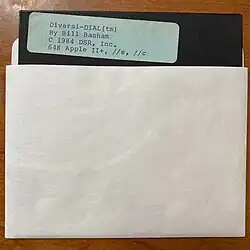 Diversi-DIAL(tm)
By Bill Basham
C 1984 DSR, Inc.
64K Apple II+, //e, //c